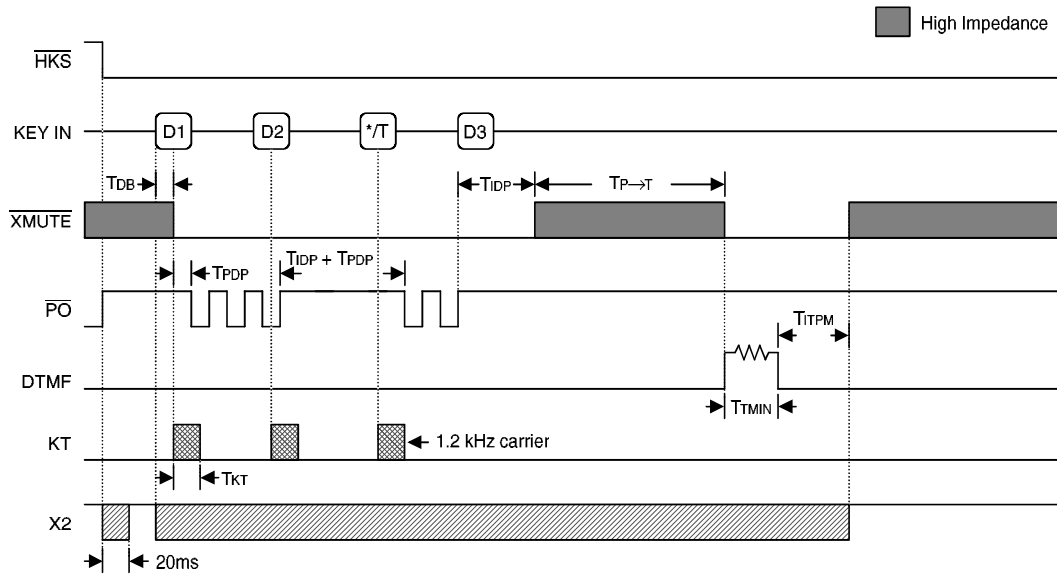 High Impedance
HKS
KEY IN
D1
D2
*/T
D3
TDB
TIDP
TP→T
XMUTE
TPDP
TIDP + TPDP
PO
TITPM
DTMF
TTMIN
KT
1.2 kHz carrier
TKT
X2
20ms